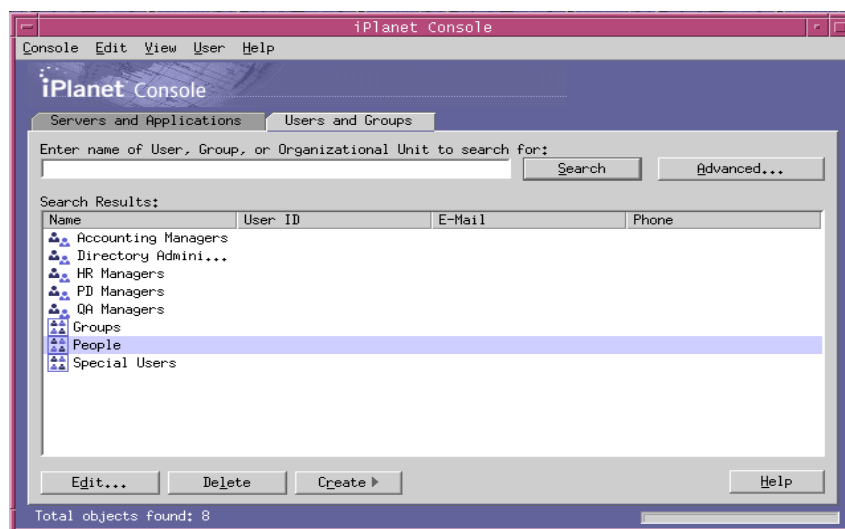 iPlanet Console
Console Edit View User Help
iPlanet Console
Servers and Applications Users and Groups
Enter name of User, Group, or Organizational Unit to search for:
Search Advanced...
Search Results:
Name User ID E-Mail Phone
Accounting Managers
Directory Admini...
HR Managers
PD Managers
QA Managers
Groups
People
Special Users
Edit... Delete Create Help
Total objects found: 8